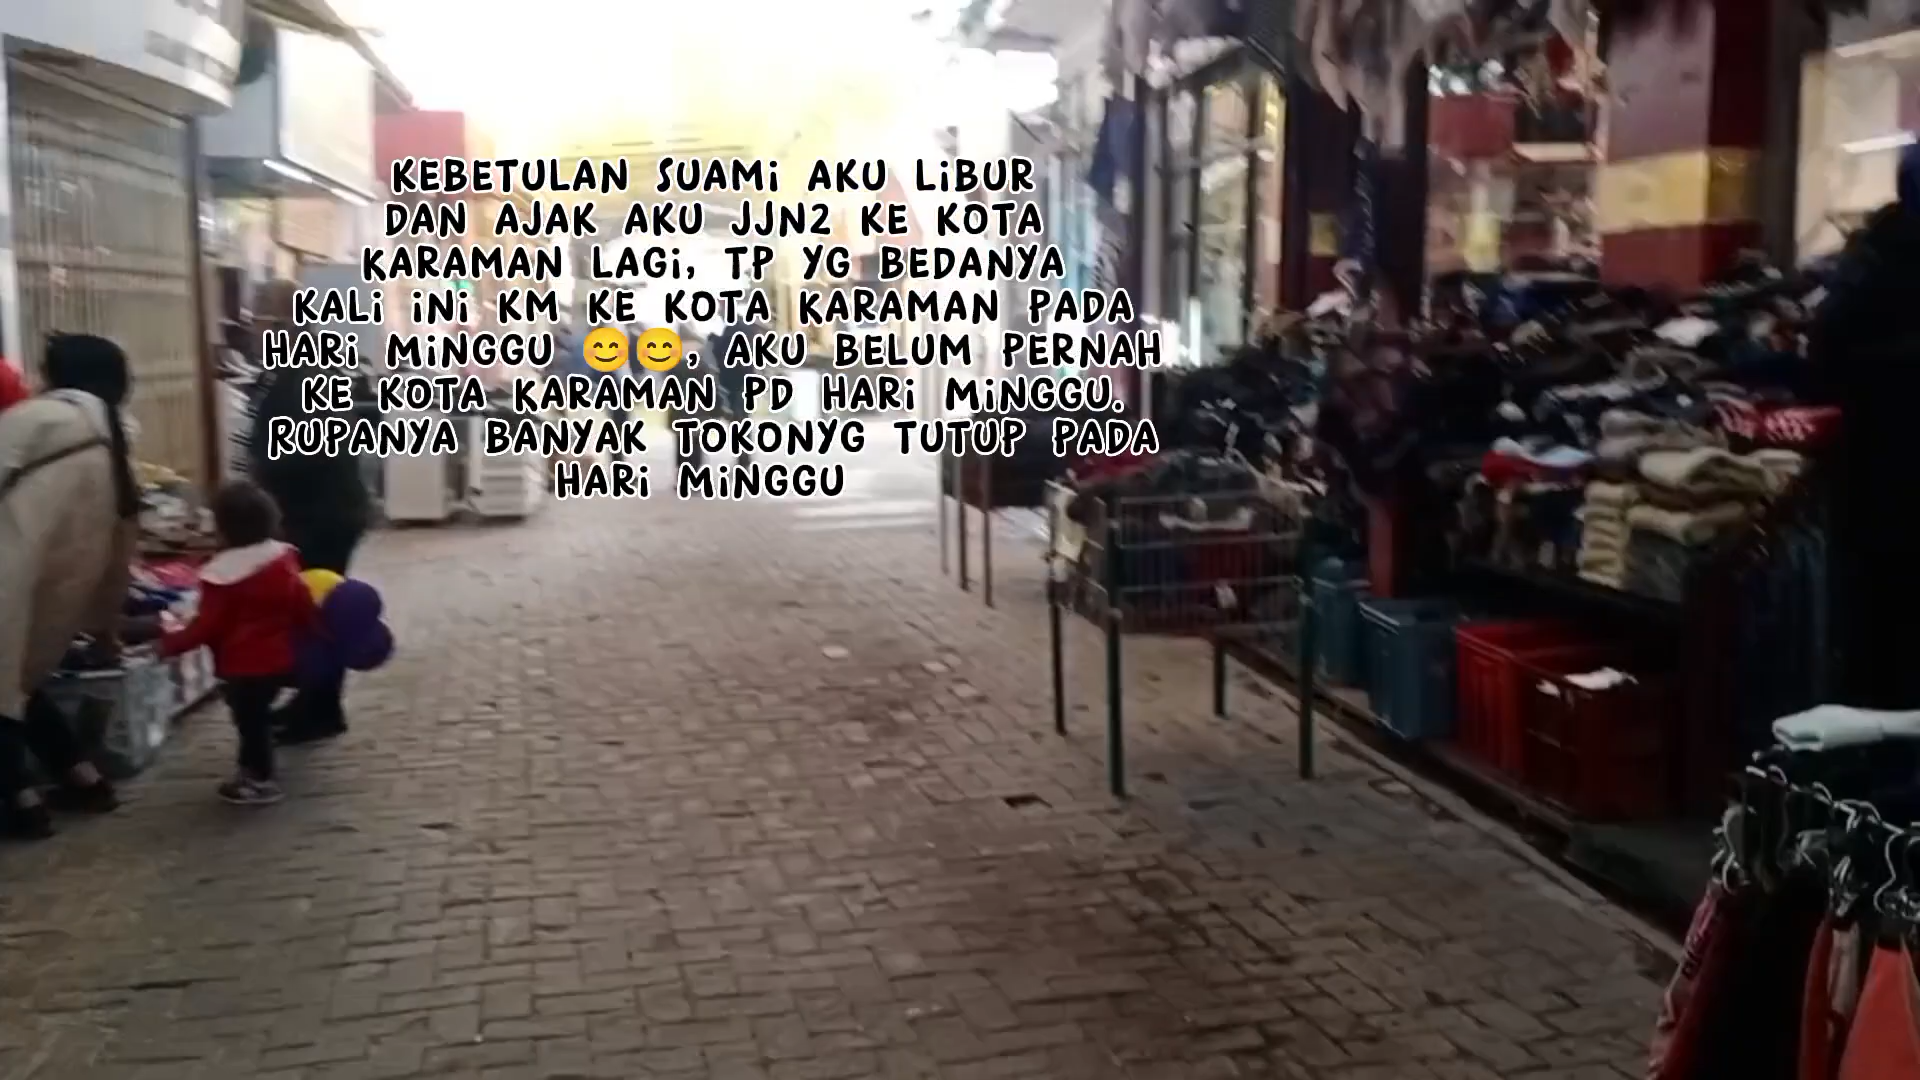 KEBETULAN SUAMI AKU LIBUR
DAN AJAK AKU JJN2 KE KOTA
KARAMAN LAGI, TP YG BEDANYA
KALI INI KM KE KOTA KARAMAN PADA
HARI MINGGU 😊😊, AKU BELUM PERNAH
KE KOTA KARAMAN PD HARI MINGGU.
RUPANYA BANYAK TOKONYG TUTUP PADA
HARI MINGGU